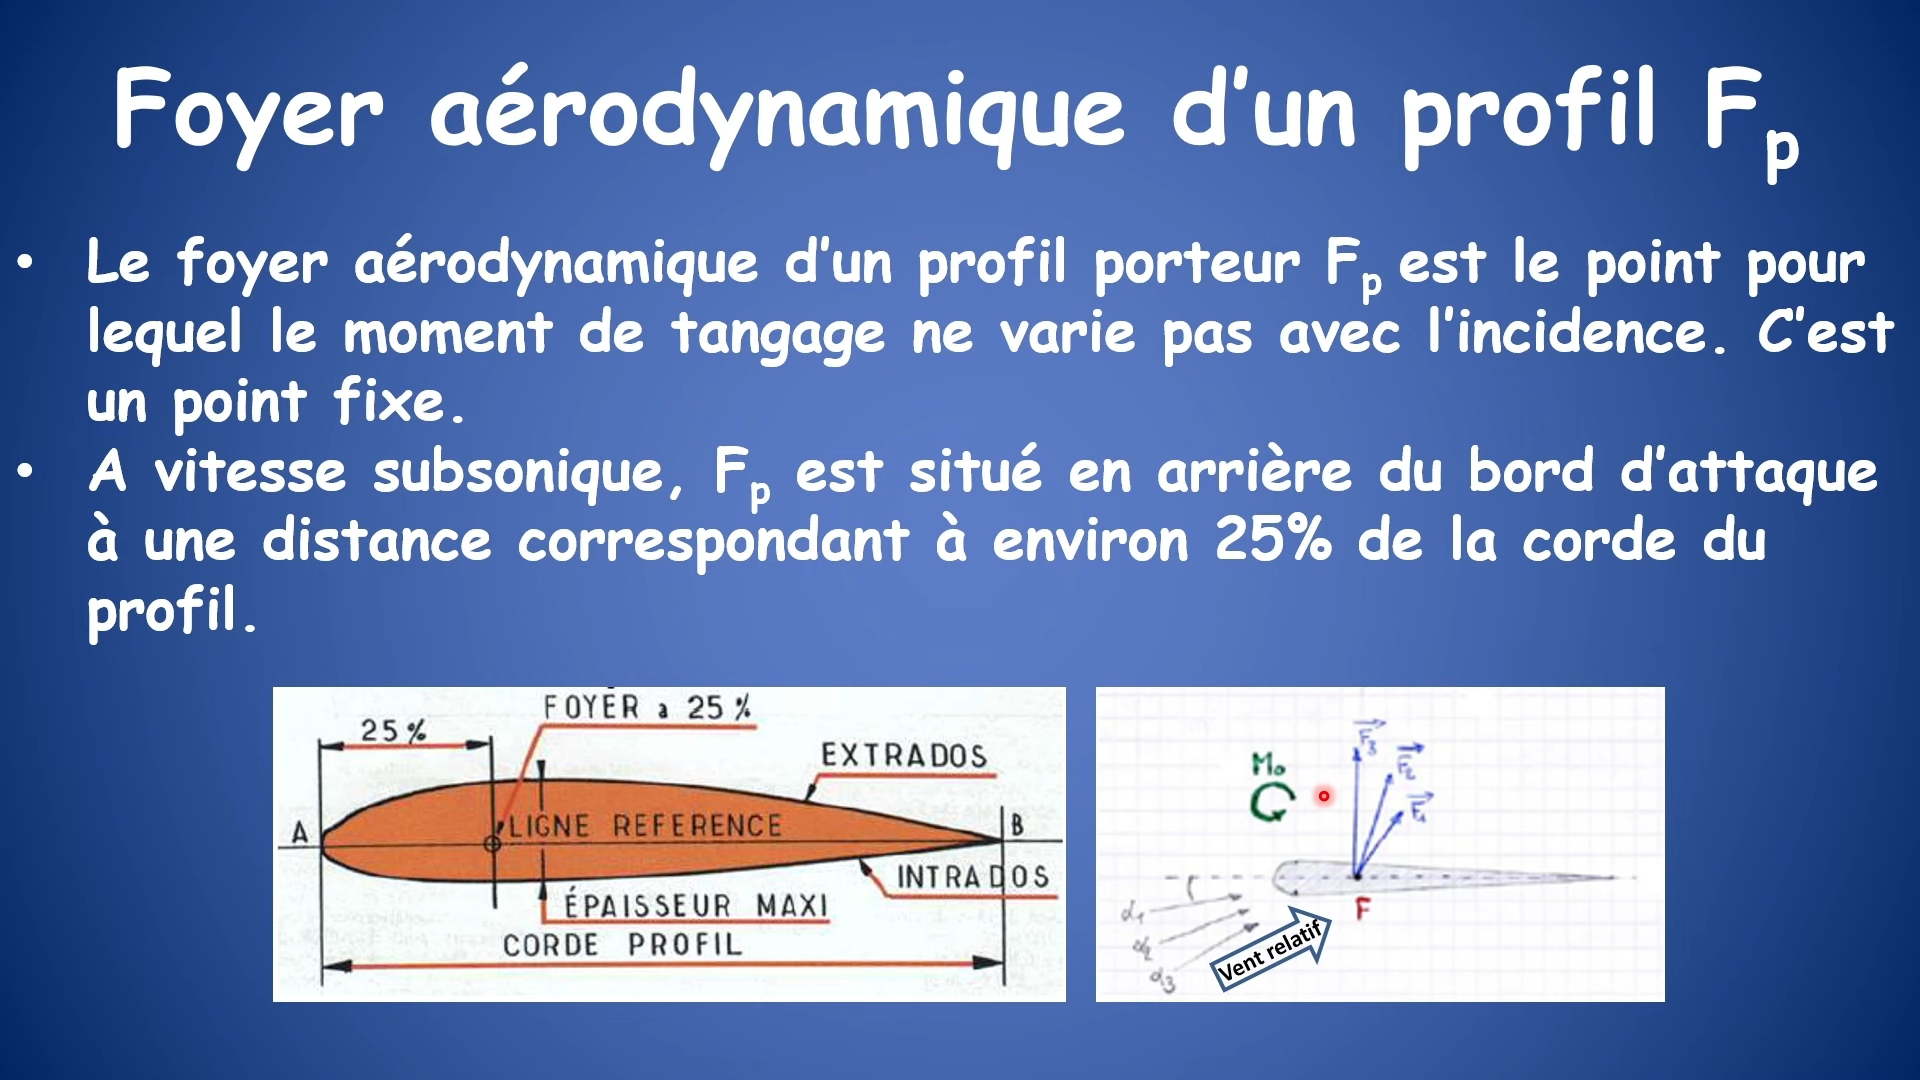 Foyer aérodynamique d'un profil Fp
• Le foyer aérodynamique d'un profil porteur Fp est le point pour
lequel le moment de tangage ne varie pas avec l'incidence. C'est
un point fixe.
• A vitesse subsonique, Fp est situé en arrière du bord d'attaque
à une distance correspondant à environ 25% de la corde du
profil.
FOYER a 25 %
25 %
EXTRADOS
A
LIGNE REFERENCE
B
INTRADOS
ÉPAISSEUR MAXI
CORDE PROFIL
F3
M0
F2
F1
F
α1
α2
α3
Vent relatif